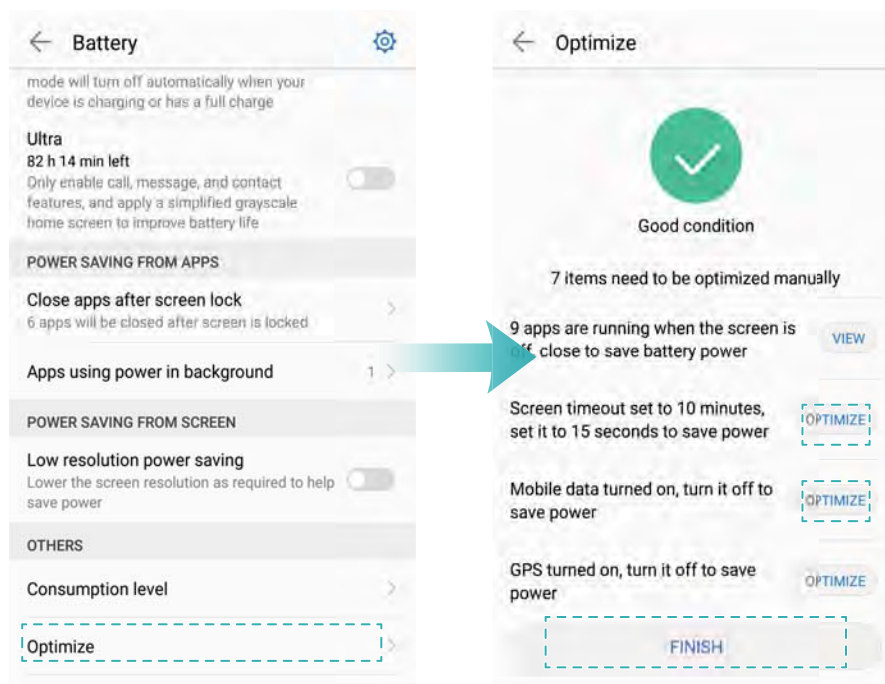 Battery
mode will turn off automatically when your
device is charging or has a full charge
Ultra
82 h 14 min left
Only enable call, message, and contact
features, and apply a simplified grayscale
home screen to improve battery life
POWER SAVING FROM APPS
Close apps after screen lock
6 apps will be closed after screen is locked
Apps using power in background
1
POWER SAVING FROM SCREEN
Low resolution power saving
Lower the screen resolution as required to help
save power
OTHERS
Consumption level
Optimize
Optimize
Good condition
7 items need to be optimized manually
9 apps are running when the screen is
off, close to save battery power
VIEW
Screen timeout set to 10 minutes,
set it to 15 seconds to save power
OPTIMIZE
Mobile data turned on, turn it off to
save power
OPTIMIZE
GPS turned on, turn it off to save
power
OPTIMIZE
FINISH